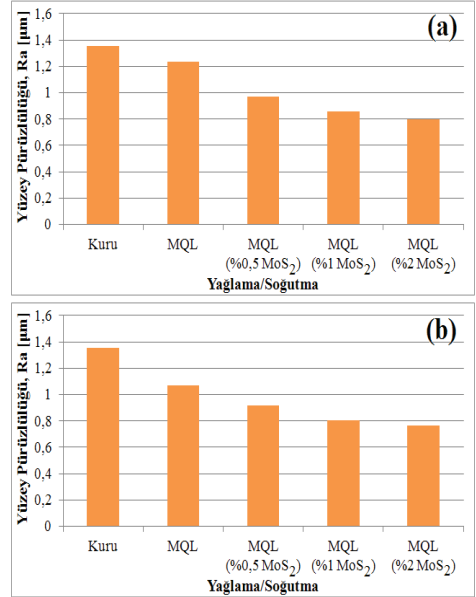 (a)
Yüzey Pürüzlülüğü, Ra [µm]
1,6
1,4
1,2
1
0,8
0,6
0,4
0,2
0
Kuru
MQL
MQL
(%0,5 MoS2)
MQL
(%1 MoS2)
MQL
(%2 MoS2)
Yağlama/Soğutma
(b)
Yüzey Pürüzlülüğü, Ra [µm]
1,6
1,4
1,2
1
0,8
0,6
0,4
0,2
0
Kuru
MQL
MQL
(%0,5 MoS2)
MQL
(%1 MoS2)
MQL
(%2 MoS2)
Yağlama/Soğutma